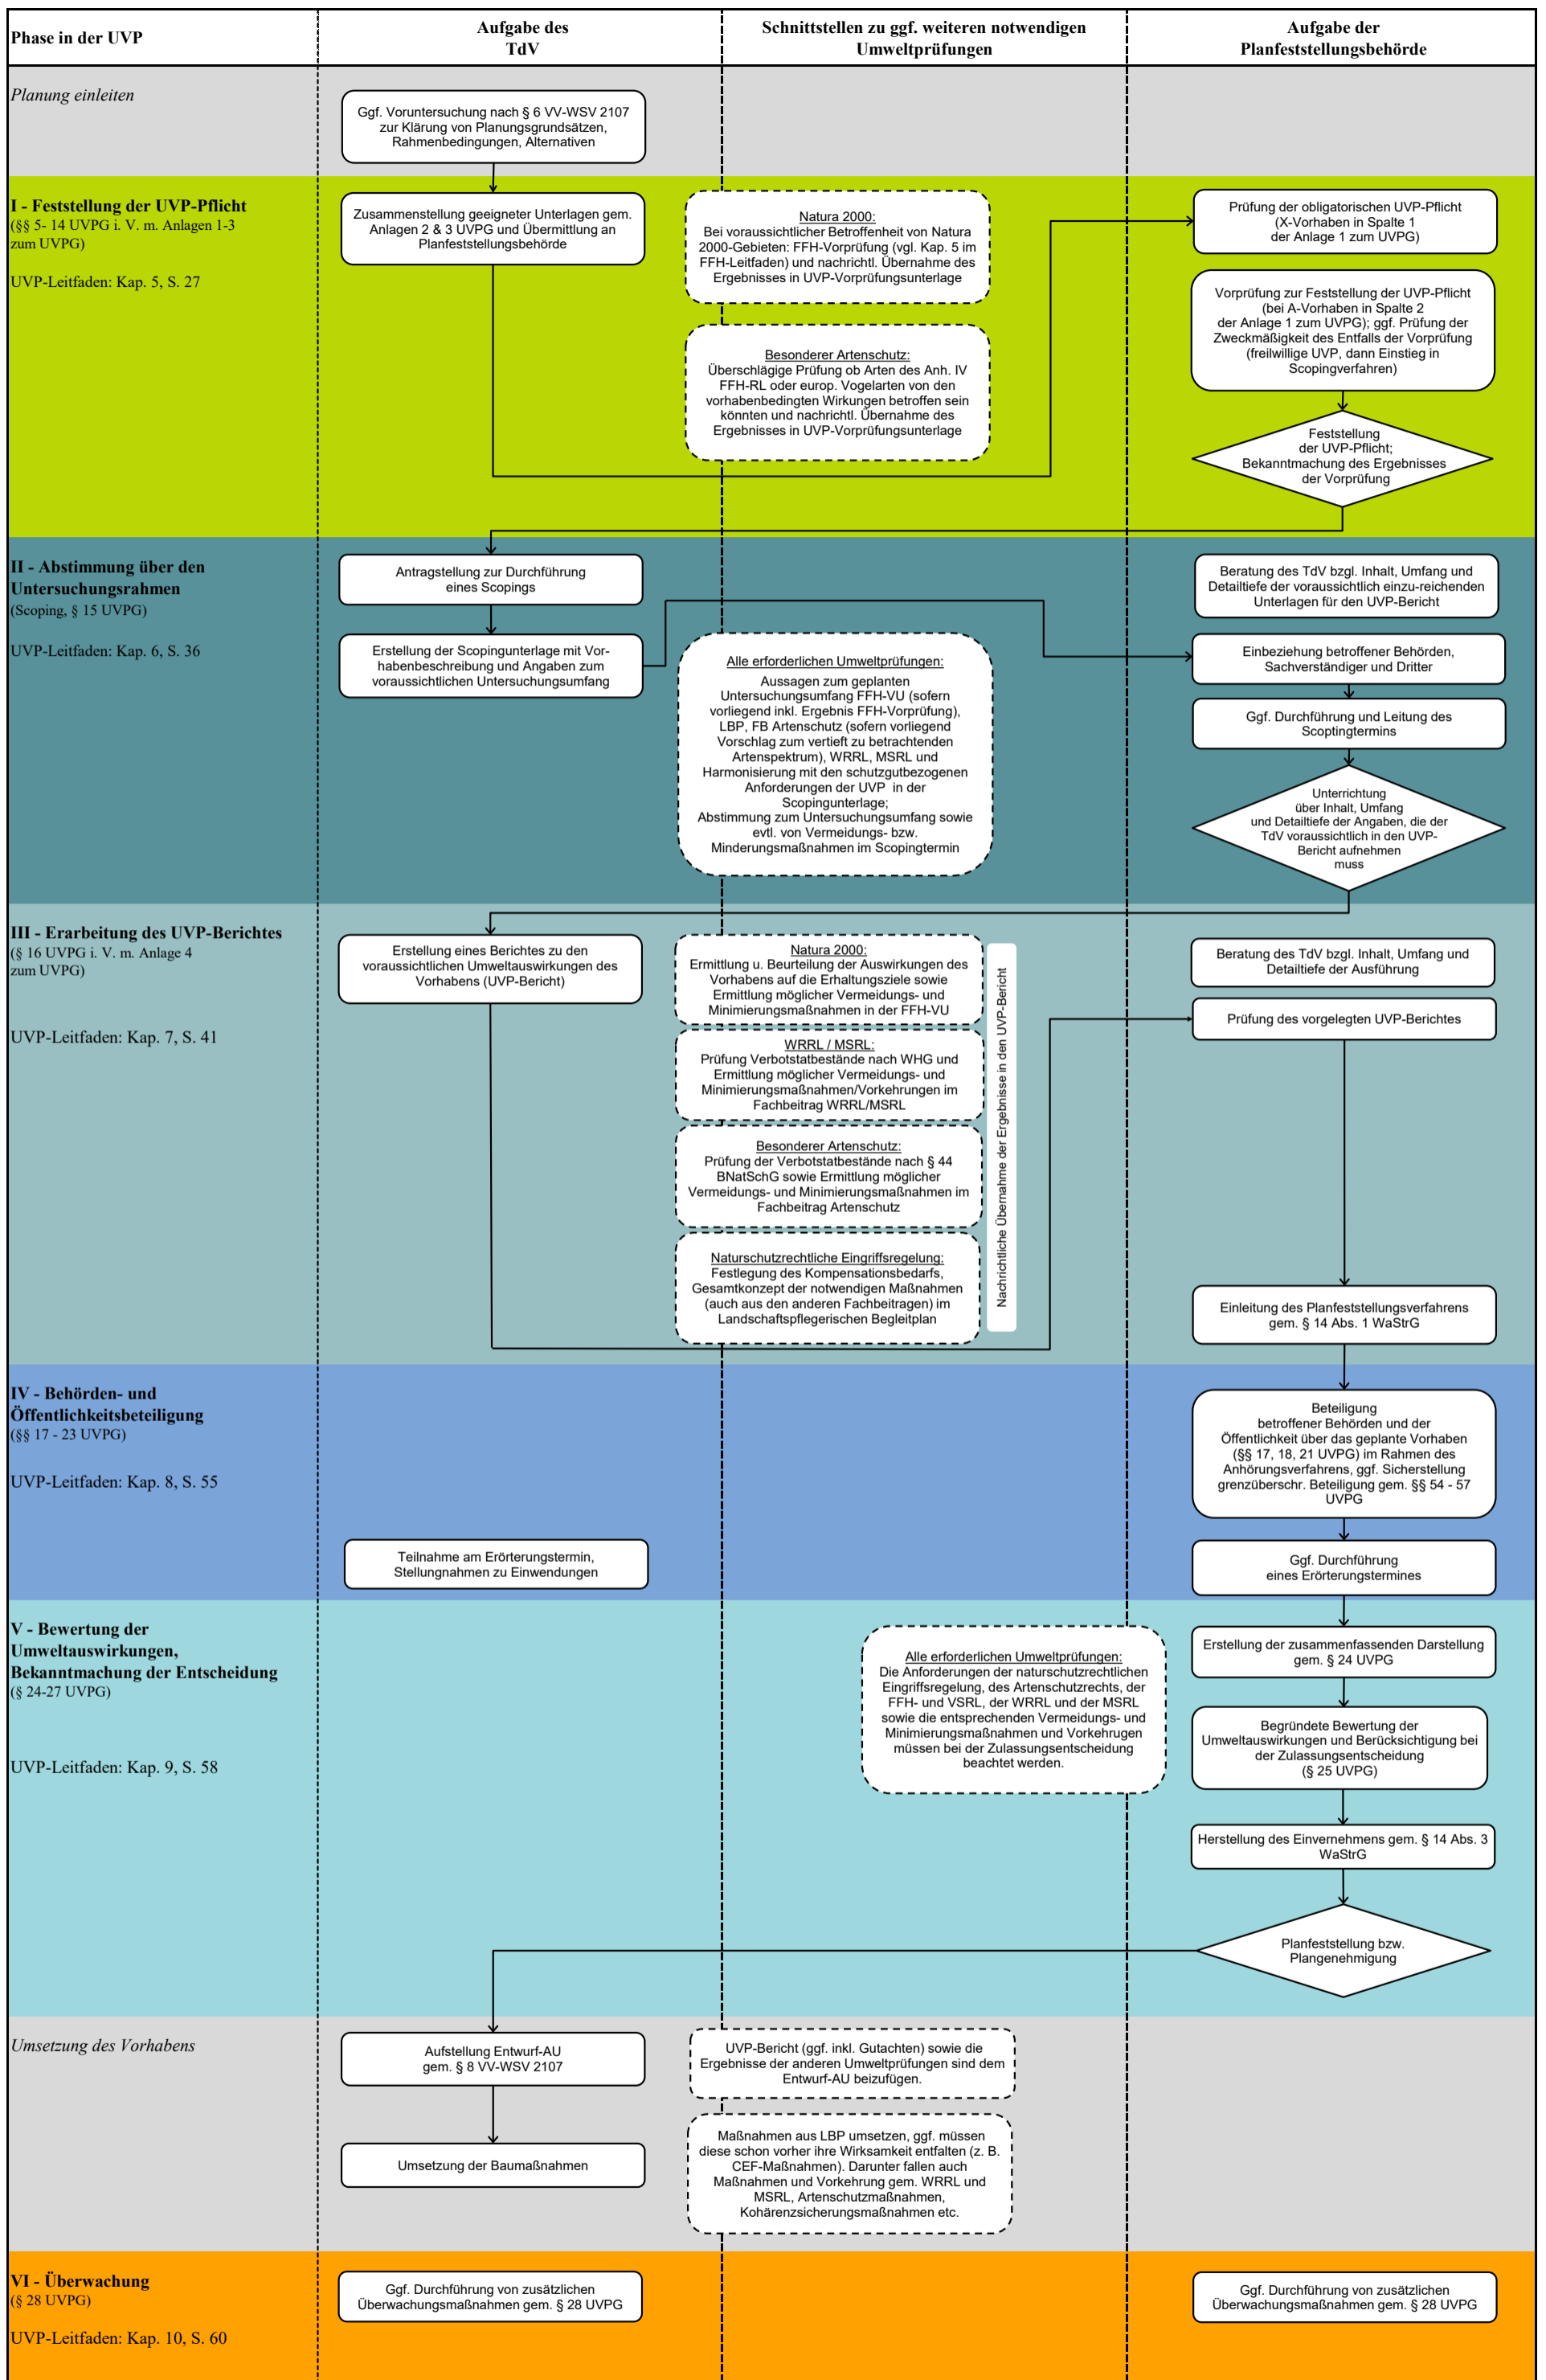 Phase in der UVP
Aufgabe des
TdV
Schnittstellen zu ggf. weiteren notwendigen
Umweltprüfungen
Aufgabe der
Planfeststellungsbehörde
Planung einleiten
Ggf. Voruntersuchung nach § 6 VV-WSV 2107
zur Klärung von Planungsgrundsätzen,
Rahmenbedingungen, Alternativen
I - Feststellung der UVP-Pflicht
(§§ 5- 14 UVPG i. V. m. Anlagen 1-3
zum UVPG)
UVP-Leitfaden: Kap. 5, S. 27
Zusammenstellung geeigneter Unterlagen gem.
Anlagen 2 & 3 UVPG und Übermittlung an
Planfeststellungsbehörde
Natura 2000:
Bei voraussichtlicher Betroffenheit von Natura
2000-Gebieten: FFH-Vorprüfung (vgl. Kap. 5 im
FFH-Leitfaden) und nachrichtl. Übernahme des
Ergebnisses in UVP-Vorprüfungsunterlage
Besonderer Artenschutz:
Überschlägige Prüfung ob Arten des Anh. IV
FFH-RL oder europ. Vogelarten von den
vorhabenbedingten Wirkungen betroffen sein
könnten und nachrichtl. Übernahme des
Ergebnisses in UVP-Vorprüfungsunterlage
Prüfung der obligatorischen UVP-Pflicht
(X-Vorhaben in Spalte 1
der Anlage 1 zum UVPG)
Vorprüfung zur Feststellung der UVP-Pflicht
(bei A-Vorhaben in Spalte 2
der Anlage 1 zum UVPG); ggf. Prüfung der
Zweckmäßigkeit des Entfalls der Vorprüfung
(freilwillige UVP, dann Einstieg in
Scopingverfahren)
Feststellung
der UVP-Pflicht;
Bekanntmachung des Ergebnisses
der Vorprüfung
II - Abstimmung über den
Untersuchungsrahmen
(Scoping, § 15 UVPG)
UVP-Leitfaden: Kap. 6, S. 36
Antragstellung zur Durchführung
eines Scopings
Erstellung der Scopingunterlage mit Vor-
habenbeschreibung und Angaben zum
voraussichtlichen Untersuchungsumfang
Alle erforderlichen Umweltprüfungen:
Aussagen zum geplanten
Untersuchungsumfang FFH-VU (sofern
vorliegend inkl. Ergebnis FFH-Vorprüfung),
LBP, FB Artenschutz (sofern vorliegend
Vorschlag zum vertieft zu betrachtenden
Artenspektrum), WRRL, MSRL und
Harmonisierung mit den schutzgutbezogenen
Anforderungen der UVP in der
Scopingunterlage;
Abstimmung zum Untersuchungsumfang sowie
evtl. von Vermeidungs- bzw.
Minderungsmaßnahmen im Scopingtermin
Beratung des TdV bzgl. Inhalt, Umfang und
Detailtiefe der voraussichtlich einzu-reichenden
Unterlagen für den UVP-Bericht
Einbeziehung betroffener Behörden,
Sachverständiger und Dritter
Ggf. Durchführung und Leitung des
Scoptingtermins
Unterrichtung
über Inhalt, Umfang
und Detailtiefe der Angaben, die der
TdV voraussichtlich in den UVP-
Bericht aufnehmen
muss
III - Erarbeitung des UVP-Berichtes
(§ 16 UVPG i. V. m. Anlage 4
zum UVPG)
UVP-Leitfaden: Kap. 7, S. 41
Erstellung eines Berichtes zu den
voraussichtlichen Umweltauswirkungen des
Vorhabens (UVP-Bericht)
Natura 2000:
Ermittlung u. Beurteilung der Auswirkungen des
Vorhabens auf die Erhaltungsziele sowie
Ermittlung möglicher Vermeidungs- und
Minimierungsmaßnahmen in der FFH-VU
WRRL / MSRL:
Prüfung Verbotstatbestände nach WHG und
Ermittlung möglicher Vermeidungs- und
Minimierungsmaßnahmen/Vorkehrungen im
Fachbeitrag WRRL/MSRL
Besonderer Artenschutz:
Prüfung der Verbotstatbestände nach § 44
BNatSchG sowie Ermittlung möglicher
Vermeidungs- und Minimierungsmaßnahmen im
Fachbeitrag Artenschutz
Naturschutzrechtliche Eingriffsregelung:
Festlegung des Kompensationsbedarfs,
Gesamtkonzept der notwendigen Maßnahmen
(auch aus den anderen Fachbeitragen) im
Landschaftspflegerischen Begleitplan
Nachrichtliche Übernahme der Ergebnisse in den UVP-Bericht
Beratung des TdV bzgl. Inhalt, Umfang und
Detailtiefe der Ausführung
Prüfung des vorgelegten UVP-Berichtes
Einleitung des Planfeststellungsverfahrens
gem. § 14 Abs. 1 WaStrG
IV - Behörden- und
Öffentlichkeitsbeteiligung
(§§ 17 - 23 UVPG)
UVP-Leitfaden: Kap. 8, S. 55
Teilnahme am Erörterungstermin,
Stellungnahmen zu Einwendungen
Beteiligung
betroffener Behörden und der
Öffentlichkeit über das geplante Vorhaben
(§§ 17, 18, 21 UVPG) im Rahmen des
Anhörungsverfahrens, ggf. Sicherstellung
grenzüberschr. Beteiligung gem. §§ 54 - 57
UVPG
Ggf. Durchführung
eines Erörterungstermines
V - Bewertung der
Umweltauswirkungen,
Bekanntmachung der Entscheidung
(§ 24-27 UVPG)
UVP-Leitfaden: Kap. 9, S. 58
Alle erforderlichen Umweltprüfungen:
Die Anforderungen der naturschutzrechtlichen
Eingriffsregelung, des Artenschutzrechts, der
FFH- und VSRL, der WRRL und der MSRL
sowie die entsprechenden Vermeidungs- und
Minimierungsmaßnahmen und Vorkehrugen
müssen bei der Zulassungsentscheidung
beachtet werden.
Erstellung der zusammenfassenden Darstellung
gem. § 24 UVPG
Begründete Bewertung der
Umweltauswirkungen und Berücksichtigung bei
der Zulassungsentscheidung
(§ 25 UVPG)
Herstellung des Einvernehmens gem. § 14 Abs. 3
WaStrG
Planfeststellung bzw.
Plangenehmigung
Umsetzung des Vorhabens
Aufstellung Entwurf-AU
gem. § 8 VV-WSV 2107
Umsetzung der Baumaßnahmen
UVP-Bericht (ggf. inkl. Gutachten) sowie die
Ergebnisse der anderen Umweltprüfungen sind dem
Entwurf-AU beizufügen.
Maßnahmen aus LBP umsetzen, ggf. müssen
diese schon vorher ihre Wirksamkeit entfalten (z. B.
CEF-Maßnahmen). Darunter fallen auch
Maßnahmen und Vorkehrung gem. WRRL und
MSRL, Artenschutzmaßnahmen,
Kohärenzsicherungsmaßnahmen etc.
VI - Überwachung
(§ 28 UVPG)
UVP-Leitfaden: Kap. 10, S. 60
Ggf. Durchführung von zusätzlichen
Überwachungsmaßnahmen gem. § 28 UVPG
Ggf. Durchführung von zusätzlichen
Überwachungsmaßnahmen gem. § 28 UVPG